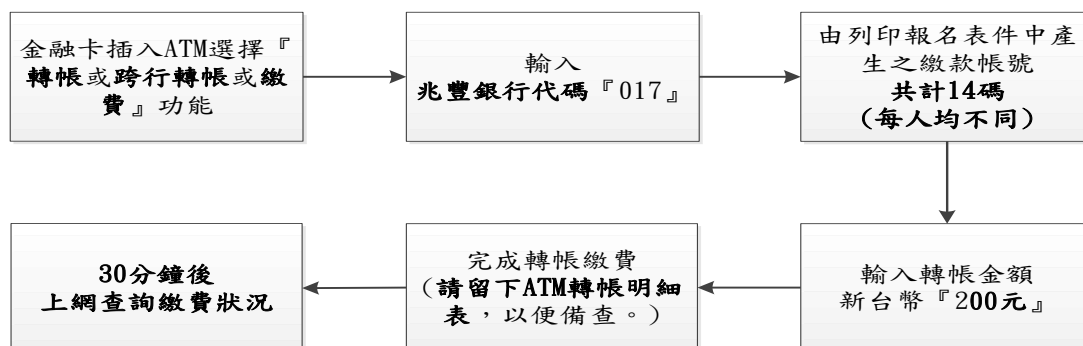 金融卡插入ATM選擇『
轉帳或跨行轉帳或繳
費』功能
輸入
兆豐銀行代碼『017』
由列印報名表件中產
生之繳款帳號
共計14碼
(每人均不同)
輸入轉帳金額
新台幣『200元』
完成轉帳繳費
(請留下ATM轉帳明細
表，以便備查。)
30分鐘後
上網查詢繳費狀況